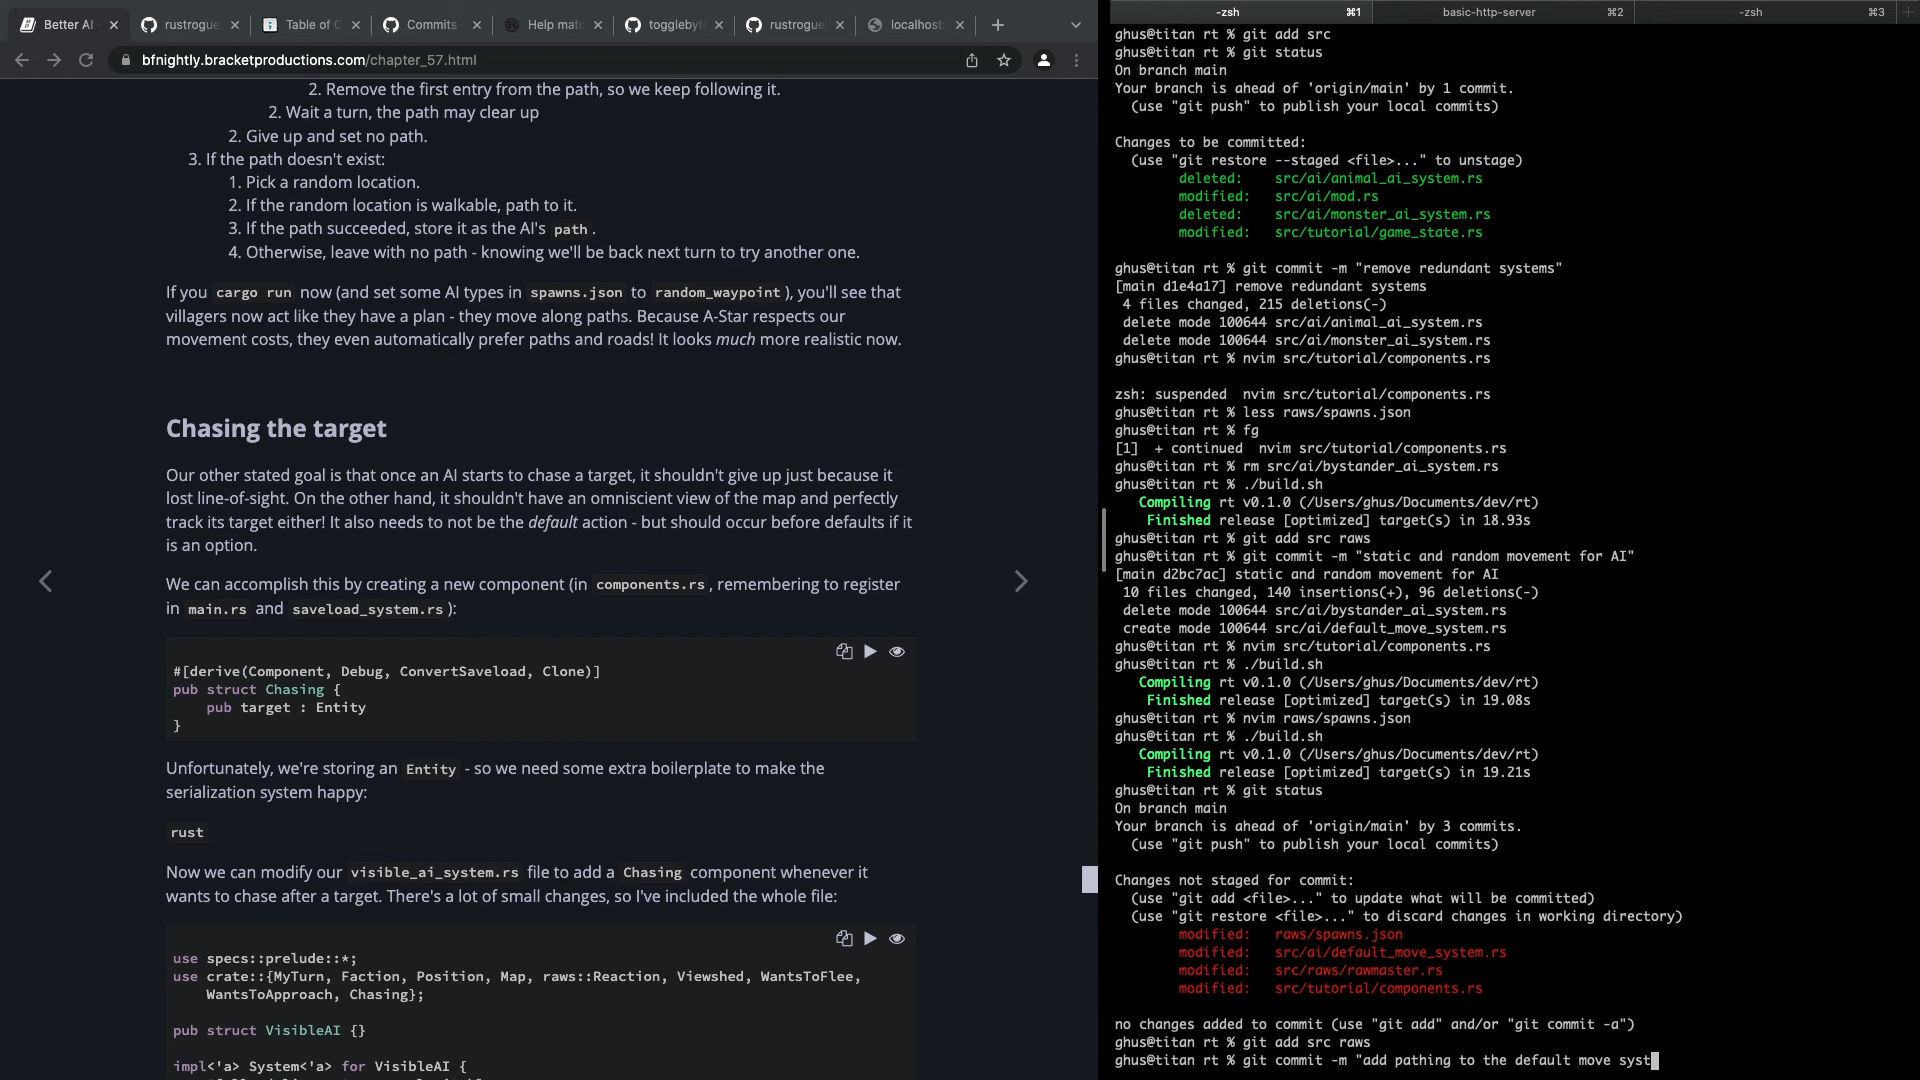 Better AI
rustrogue
Table of C
Commits
Help matc
togglebyt
rustrogue
localhost
bfnightly.bracketproductions.com/chapter_57.html
2. Remove the first entry from the path, so we keep following it.
2. Wait a turn, the path may clear up
2. Give up and set no path.
3. If the path doesn't exist:
1. Pick a random location.
2. If the random location is walkable, path to it.
3. If the path succeeded, store it as the AI's path.
4. Otherwise, leave with no path - knowing we'll be back next turn to try another one.
If you cargo run now (and set some AI types in spawns.json to random_waypoint), you'll see that
villagers now act like they have a plan - they move along paths. Because A-Star respects our
movement costs, they even automatically prefer paths and roads! It looks much more realistic now.
Chasing the target
Our other stated goal is that once an AI starts to chase a target, it shouldn't give up just because it
lost line-of-sight. On the other hand, it shouldn't have an omniscient view of the map and perfectly
track its target either! It also needs to not be the default action - but should occur before defaults if it
is an option.
We can accomplish this by creating a new component (in components.rs, remembering to register
in main.rs and saveload_system.rs):
#[derive(Component, Debug, ConvertSaveload, Clone)]
pub struct Chasing {
pub target : Entity
}
Unfortunately, we're storing an Entity - so we need some extra boilerplate to make the
serialization system happy:
rust
Now we can modify our visible_ai_system.rs file to add a Chasing component whenever it
wants to chase after a target. There's a lot of small changes, so I've included the whole file:
use specs::prelude::*;
use crate::{MyTurn, Faction, Position, Map, raws::Reaction, Viewshed, WantsToFlee,
WantsToApproach, Chasing};
pub struct VisibleAI {}
impl<'a> System<'a> for VisibleAI {
-zsh ⌘1
basic-http-server ⌘2
-zsh ⌘3
ghus@titan rt % git add src
ghus@titan rt % git status
On branch main
Your branch is ahead of 'origin/main' by 1 commit.
(use "git push" to publish your local commits)
Changes to be committed:
(use "git restore --staged <file>..." to unstage)
deleted: src/ai/animal_ai_system.rs
modified: src/ai/mod.rs
deleted: src/ai/monster_ai_system.rs
modified: src/tutorial/game_state.rs
ghus@titan rt % git commit -m "remove redundant systems"
[main d1e4a17] remove redundant systems
4 files changed, 215 deletions(-)
delete mode 100644 src/ai/animal_ai_system.rs
delete mode 100644 src/ai/monster_ai_system.rs
ghus@titan rt % nvim src/tutorial/components.rs
zsh: suspended nvim src/tutorial/components.rs
ghus@titan rt % less raws/spawns.json
ghus@titan rt % fg
[1] + continued nvim src/tutorial/components.rs
ghus@titan rt % rm src/ai/bystander_ai_system.rs
ghus@titan rt % ./build.sh
Compiling rt v0.1.0 (/Users/ghus/Documents/dev/rt)
Finished release [optimized] target(s) in 18.93s
ghus@titan rt % git add src raws
ghus@titan rt % git commit -m "static and random movement for AI"
[main d2bc7ac] static and random movement for AI
10 files changed, 140 insertions(+), 96 deletions(-)
delete mode 100644 src/ai/bystander_ai_system.rs
create mode 100644 src/ai/default_move_system.rs
ghus@titan rt % nvim src/tutorial/components.rs
ghus@titan rt % ./build.sh
Compiling rt v0.1.0 (/Users/ghus/Documents/dev/rt)
Finished release [optimized] target(s) in 19.08s
ghus@titan rt % nvim raws/spawns.json
ghus@titan rt % ./build.sh
Compiling rt v0.1.0 (/Users/ghus/Documents/dev/rt)
Finished release [optimized] target(s) in 19.21s
ghus@titan rt % git status
On branch main
Your branch is ahead of 'origin/main' by 3 commits.
(use "git push" to publish your local commits)
Changes not staged for commit:
(use "git add <file>..." to update what will be committed)
(use "git restore <file>..." to discard changes in working directory)
modified: raws/spawns.json
modified: src/ai/default_move_system.rs
modified: src/raws/rawmaster.rs
modified: src/tutorial/components.rs
no changes added to commit (use "git add" and/or "git commit -a")
ghus@titan rt % git add src raws
ghus@titan rt % git commit -m "add pathing to the default move syst